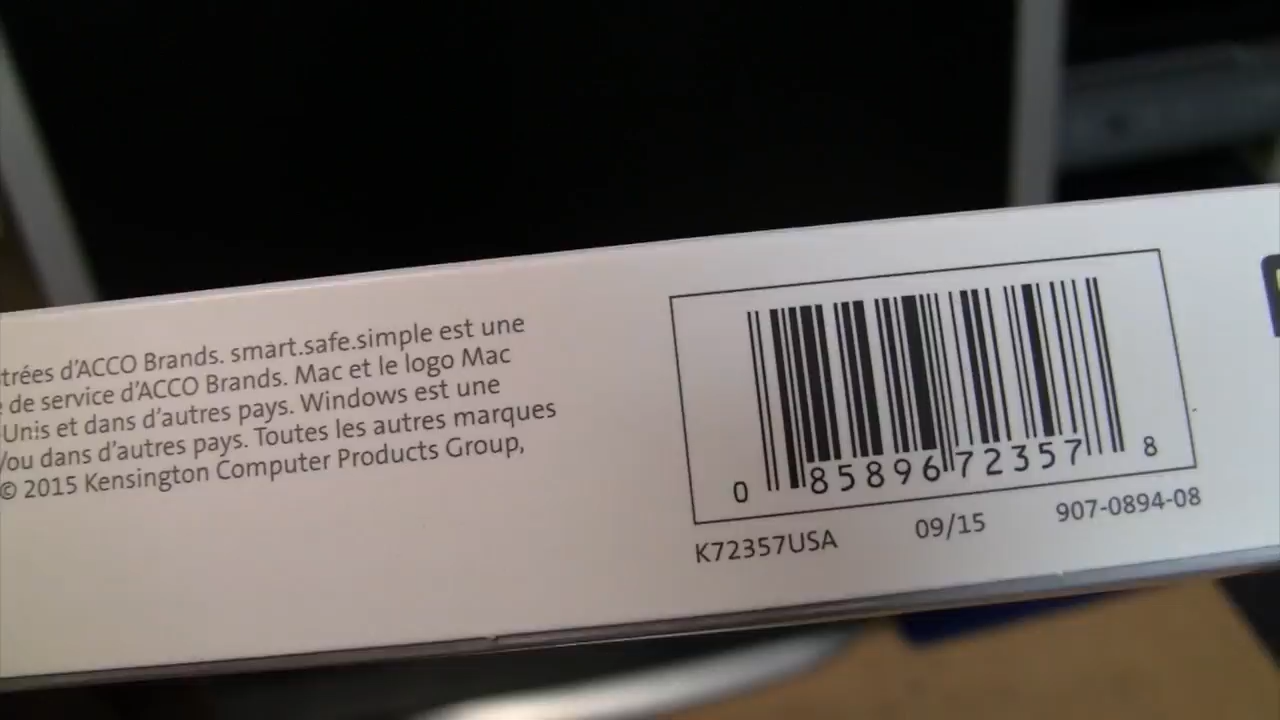 trées d'ACCO Brands. smart.safe.simple est une
de service d'ACCO Brands. Mac et le logo Mac
Unis et dans d'autres pays. Windows est une
/ou dans d'autres pays. Toutes les autres marques
© 2015 Kensington Computer Products Group,
0 85896 72357 8
K72357USA 09/15 907-0894-08